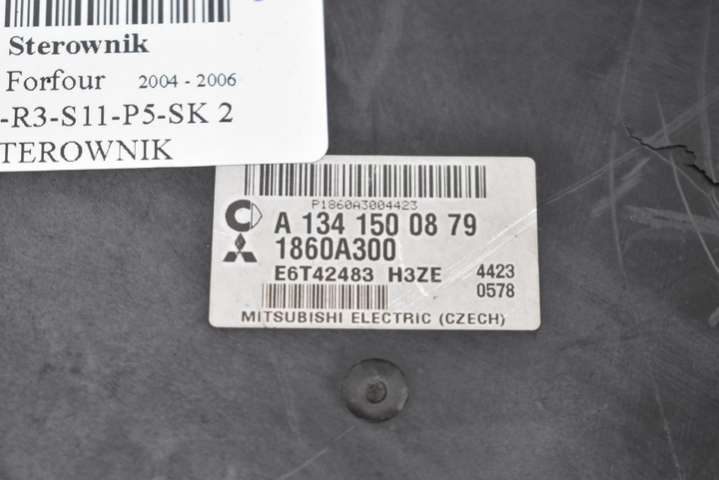 Sterownik
Forfour 2004 - 2006
-R3-S11-P5-SK 2
TEROWNIK
P1860A3004423
A 134 150 08 79
1860A300
E6T42483 H3ZE 4423
0578
MITSUBISHI ELECTRIC (CZECH)